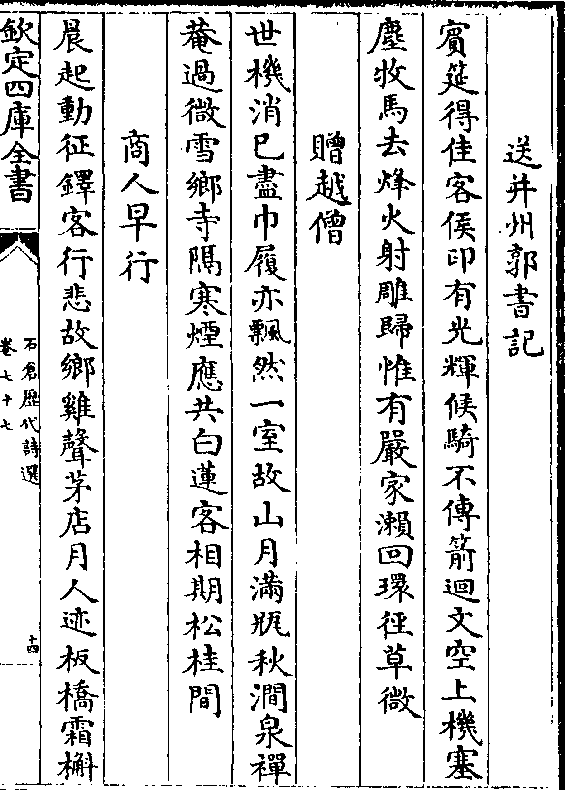 送并州郭書記
賓筵得佳客侯印有光輝候騎不傳箭迴文空上機塞
塵牧馬去烽火射雕歸惟有嚴家瀨回環徑草微
贈越僧
世機消已盡巾屨亦飄然一室故山月滿瓶秋澗泉禪
菴過微雪鄉寺隔寒煙應共白蓮客相期松桂間
商人早行
晨起動征鐸客行悲故鄉雞聲茅店月人迹板橋霜槲
欽定四庫全書
石倉歷代詩選
卷七十七
十四